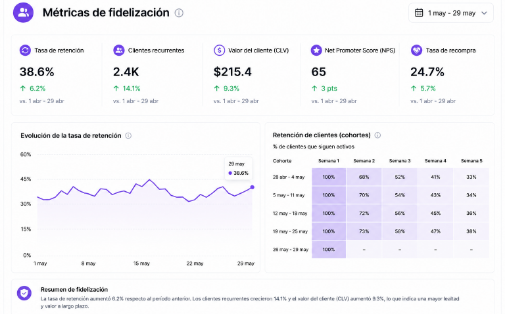 Métricas de fidelización
1 may - 29 may
Tasa de retención
38.6%
↑ 6.2%
vs. 1 abr - 29 abr
Clientes recurrentes
2.4K
↑ 14.1%
vs. 1 abr - 29 abr
Valor del cliente (CLV)
$215.4
↑ 9.3%
vs. 1 abr - 29 abr
Net Promoter Score (NPS)
65
↑ 3 pts
vs. 1 abr - 29 abr
Tasa de recompra
24.7%
↑ 5.7%
vs. 1 abr - 29 abr
Evolución de la tasa de retención
60%
45%
30%
15%
0%
29 may
38.6%
1 may 8 may 15 may 22 may 29 may
Retención de clientes (cohortes)
% de clientes que siguen activos
Cohorte Semana 1 Semana 2 Semana 3 Semana 4 Semana 5
28 abr - 4 may 100% 68% 52% 41% 33%
5 may - 11 may 100% 70% 54% 43% 34%
12 may - 18 may 100% 72% 56% 45% 36%
19 may - 25 may 100% 73% 58% 47% 38%
26 may - 29 may 100% - - - -
Resumen de fidelización
La tasa de retención aumentó 6.2% respecto al período anterior. Los clientes recurrentes crecieron 14.1% y el valor del cliente (CLV) aumentó 9.3%, lo que indica una mayor lealtad
y valor a largo plazo.